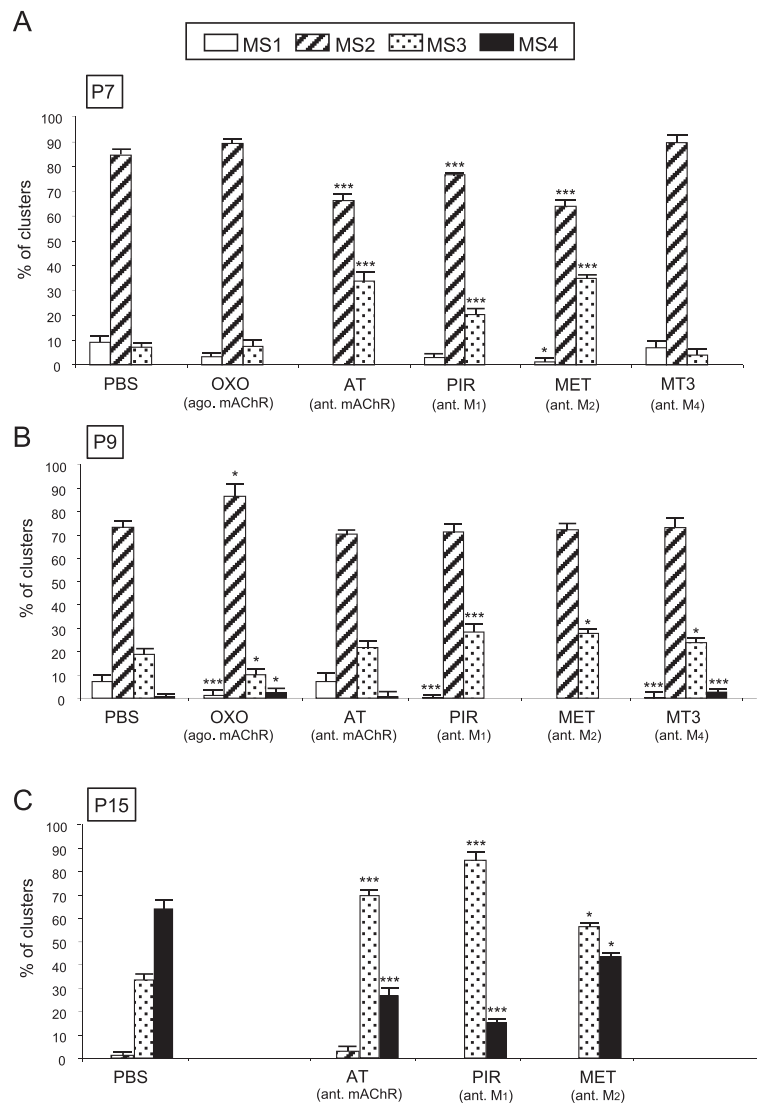 A
MS1 MS2 MS3 MS4
P7
% of clusters
100
90
80
70
60
50
40
30
20
10
0
*** *** ***
*** *** * ***
PBS OXO AT PIR MET MT3
(ago. mAChR) (ant. mAChR) (ant. M1) (ant. M2) (ant. M4)
B
P9
% of clusters
100
90
80
70
60
50
40
30
20
10
0
*
*** * * *** *** * *** * ***
PBS OXO AT PIR MET MT3
(ago. mAChR) (ant. mAChR) (ant. M1) (ant. M2) (ant. M4)
C
P15
% of clusters
100
90
80
70
60
50
40
30
20
10
0
*** *** *
*** *** *
PBS AT PIR MET
(ant. mAChR) (ant. M1) (ant. M2)